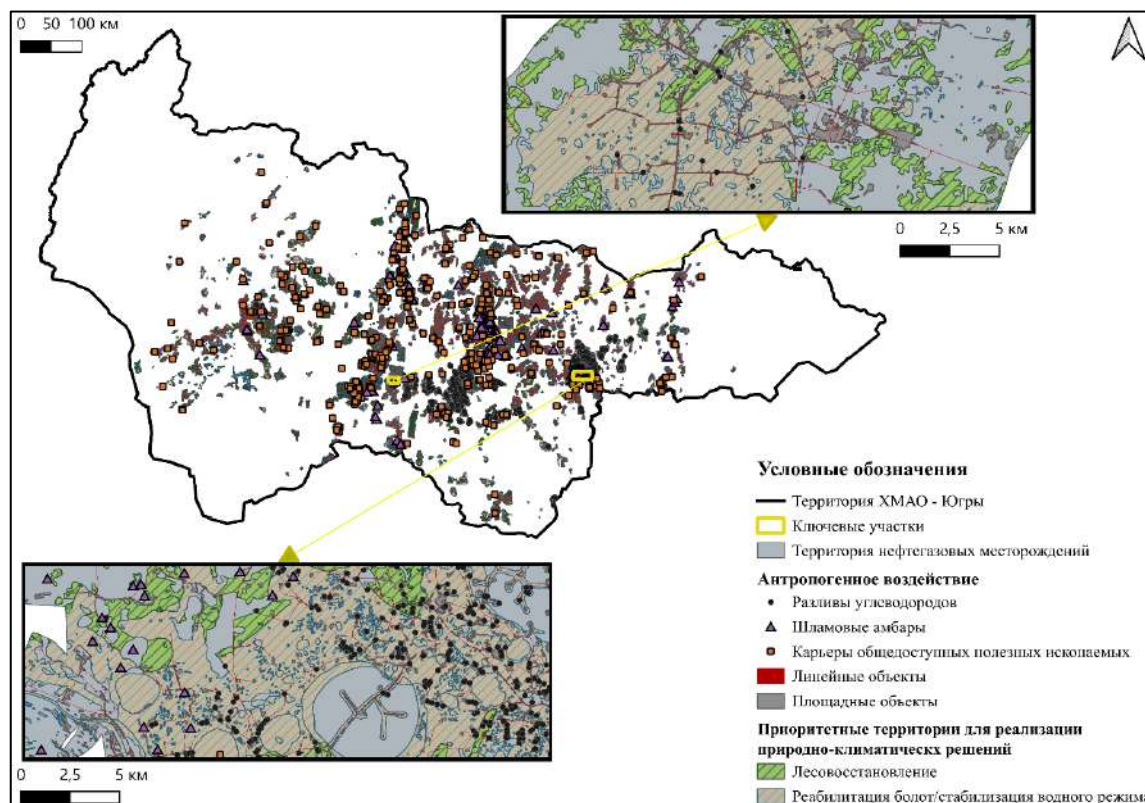 0 50 100 км
0 2,5 5 км
Условные обозначения
Территория ХМАО - Югры
Ключевые участки
Территория нефтегазовых месторождений
Антропогенное воздействие
Разливы углеводородов
Шламовые амбары
Карьеры общедоступных полезных ископаемых
Линейные объекты
Площадные объекты
Приоритетные территории для реализации
природно-климатическх решений
Лесовосстановление
Реабилитация болот/стабилизация водного режима
0 2,5 5 км